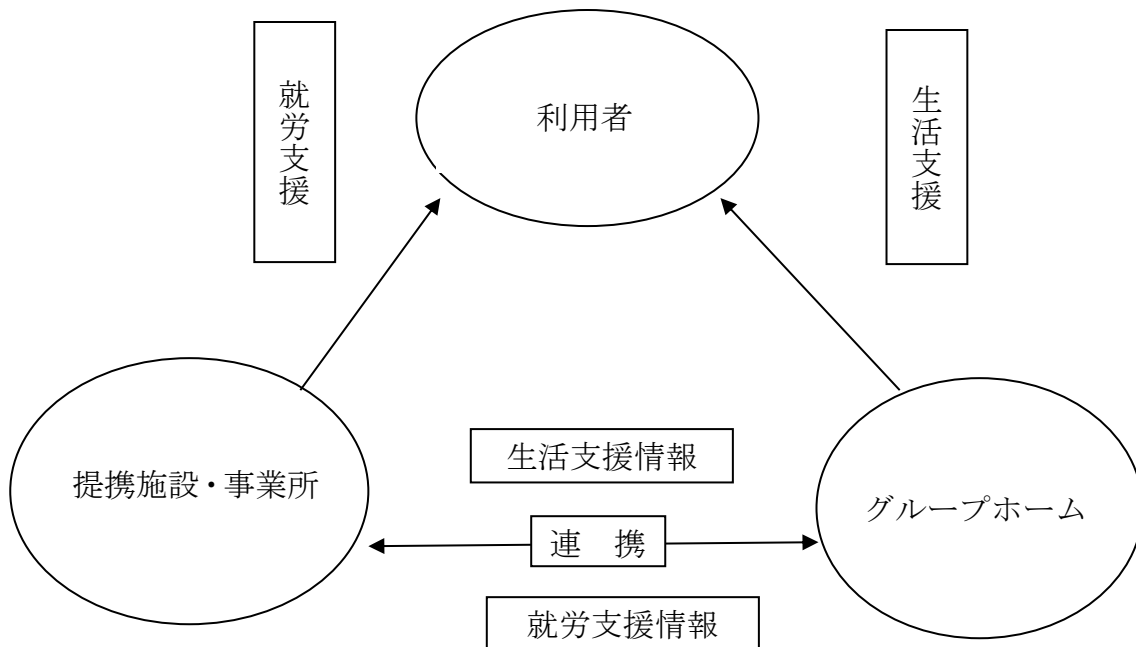 就労支援
利用者
生活支援
提携施設・事業所
生活支援情報
グループホーム
連　携
就労支援情報